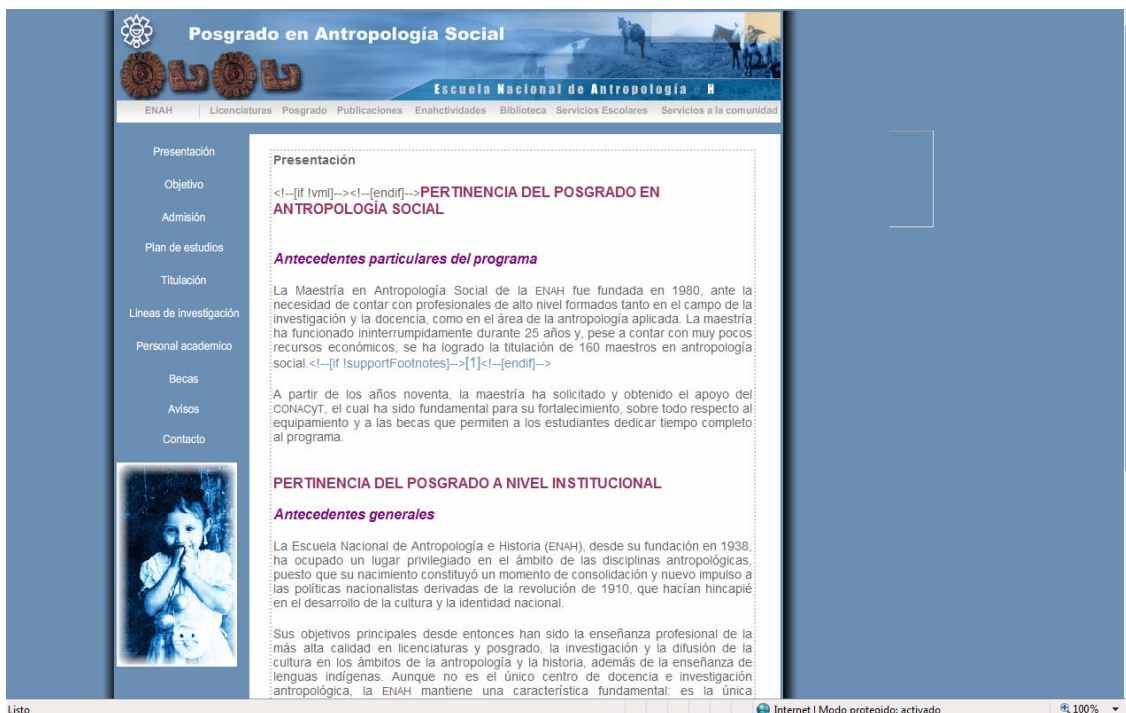 Posgrado en Antropología Social
Escuela Nacional de Antropología e H
ENAH Licenciaturas Posgrado Publicaciones Enahctividades Biblioteca Servicios Escolares Servicios a la comunidad
Presentación
Objetivo
Admisión
Plan de estudios
Titulación
Lineas de investigación
Personal academico
Becas
Avisos
Contacto
Presentación
<!--[if !vml]--><!--[endif]-->PERTINENCIA DEL POSGRADO EN
ANTROPOLOGÍA SOCIAL
Antecedentes particulares del programa
La Maestría en Antropología Social de la ENAH fue fundada en 1980, ante la
necesidad de contar con profesionales de alto nivel formados tanto en el campo de la
investigación y la docencia, como en el área de la antropología aplicada. La maestría
ha funcionado ininterrumpidamente durante 25 años y, pese a contar con muy pocos
recursos económicos, se ha logrado la titulación de 160 maestros en antropología
social.<!--[if !supportFootnotes]-->[1]<!--[endif]-->
A partir de los años noventa, la maestría ha solicitado y obtenido el apoyo del
CONACyT, el cual ha sido fundamental para su fortalecimiento, sobre todo respecto al
equipamiento y a las becas que permiten a los estudiantes dedicar tiempo completo
al programa.
PERTINENCIA DEL POSGRADO A NIVEL INSTITUCIONAL
Antecedentes generales
La Escuela Nacional de Antropología e Historia (ENAH), desde su fundación en 1938,
ha ocupado un lugar privilegiado en el ámbito de las disciplinas antropológicas,
puesto que su nacimiento constituyó un momento de consolidación y nuevo impulso a
las políticas nacionalistas derivadas de la revolución de 1910, que hacían hincapié
en el desarrollo de la cultura y la identidad nacional.
Sus objetivos principales desde entonces han sido la enseñanza profesional de la
más alta calidad en licenciaturas y posgrado, la investigación y la difusión de la
cultura en los ámbitos de la antropología y la historia, además de la enseñanza de
lenguas indígenas. Aunque no es el único centro de docencia e investigación
antropológica, la ENAH mantiene una característica fundamental: es la única
Listo
Internet | Modo protegido: activado
100%